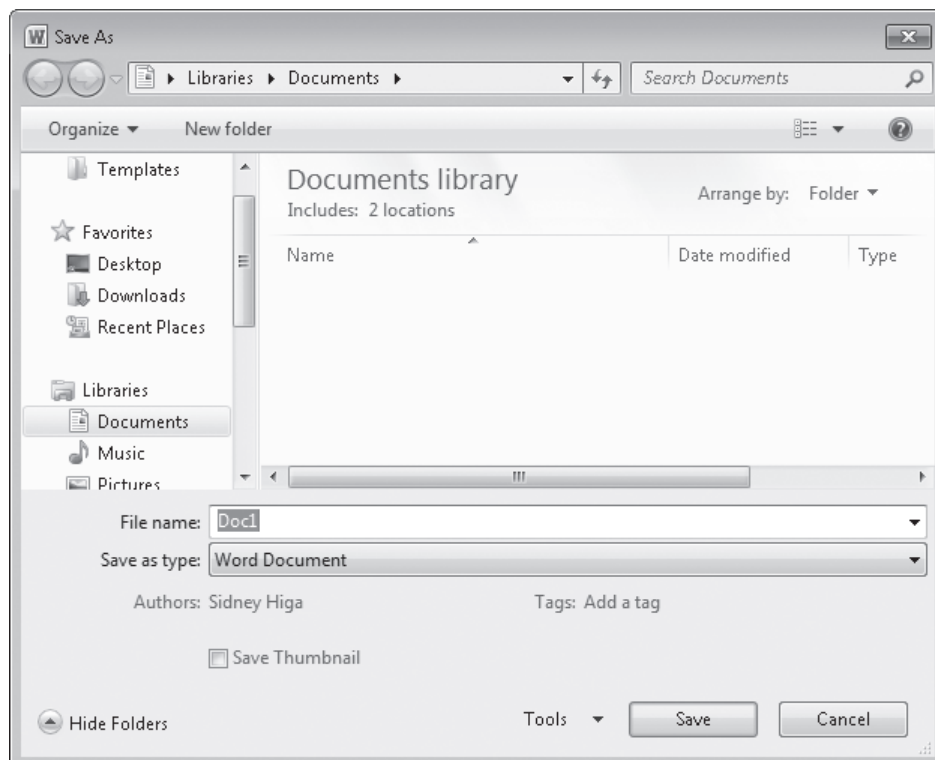 W Save As
Libraries Documents
Search Documents
Organize New folder
Templates
Favorites
Desktop
Downloads
Recent Places
Libraries
Documents
Music
Pictures
Documents library
Includes: 2 locations
Arrange by: Folder
Name Date modified Type
File name: Doc1
Save as type: Word Document
Authors: Sidney Higa Tags: Add a tag
Save Thumbnail
Hide Folders Tools Save Cancel